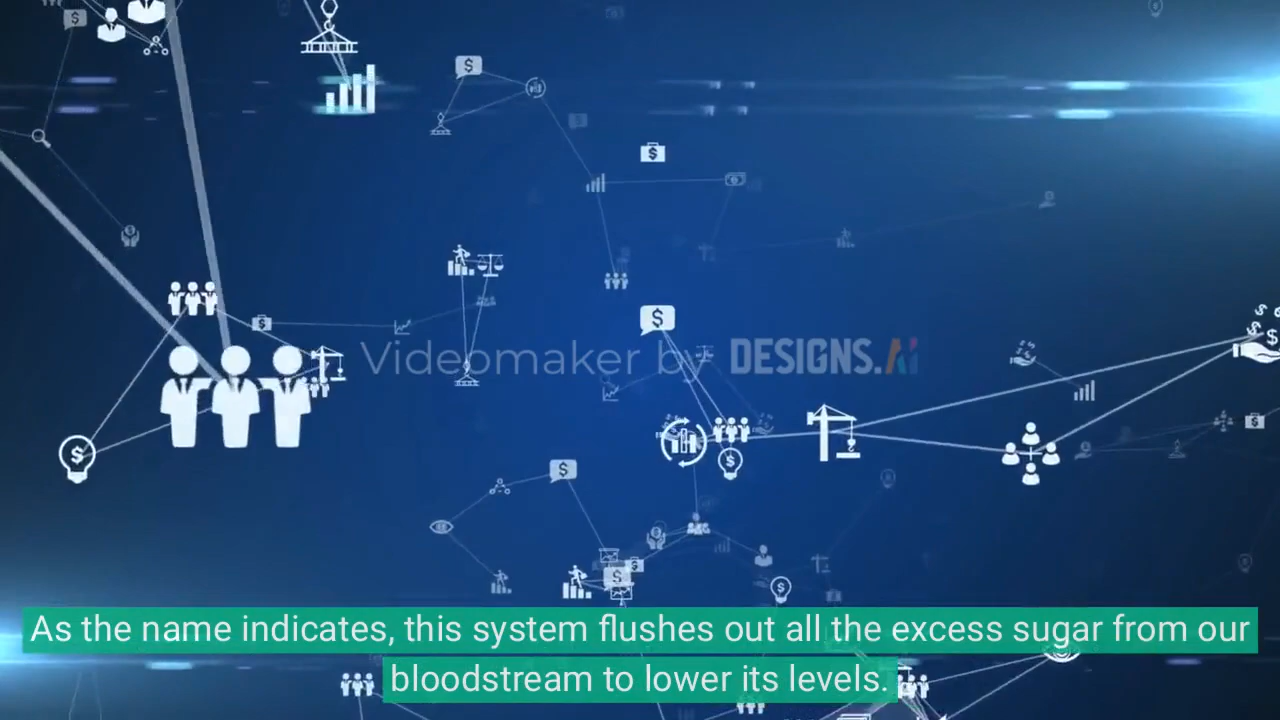 Videomaker by DESIGNS.AI
As the name indicates, this system flushes out all the excess sugar from our
bloodstream to lower its levels.